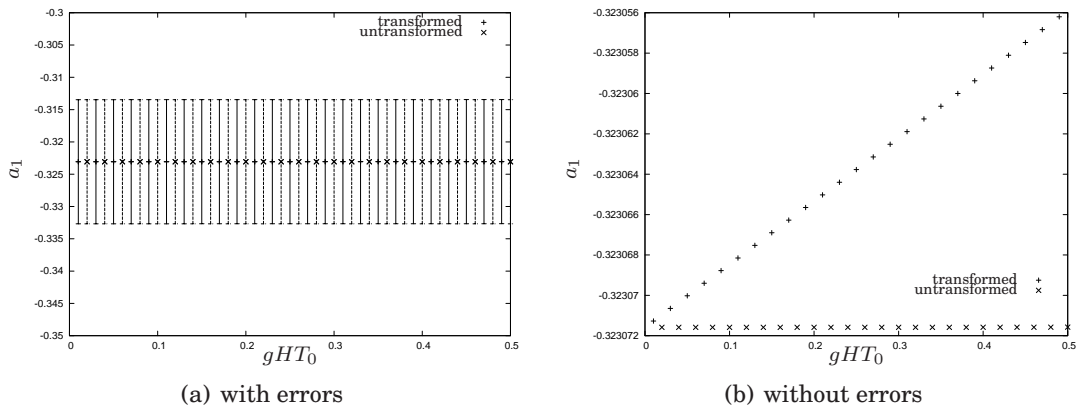 -0.3
-0.305
-0.31
-0.315
-0.32
-0.325
-0.33
-0.335
-0.34
-0.345
-0.35
a₁
transformed
untransformed
0 0.1 0.2 0.3 0.4 0.5
gHT₀
(a) with errors
-0.323056
-0.323058
-0.32306
-0.323062
-0.323064
-0.323066
-0.323068
-0.32307
-0.323072
a₁
transformed
untransformed
0 0.1 0.2 0.3 0.4 0.5
gHT₀
(b) without errors